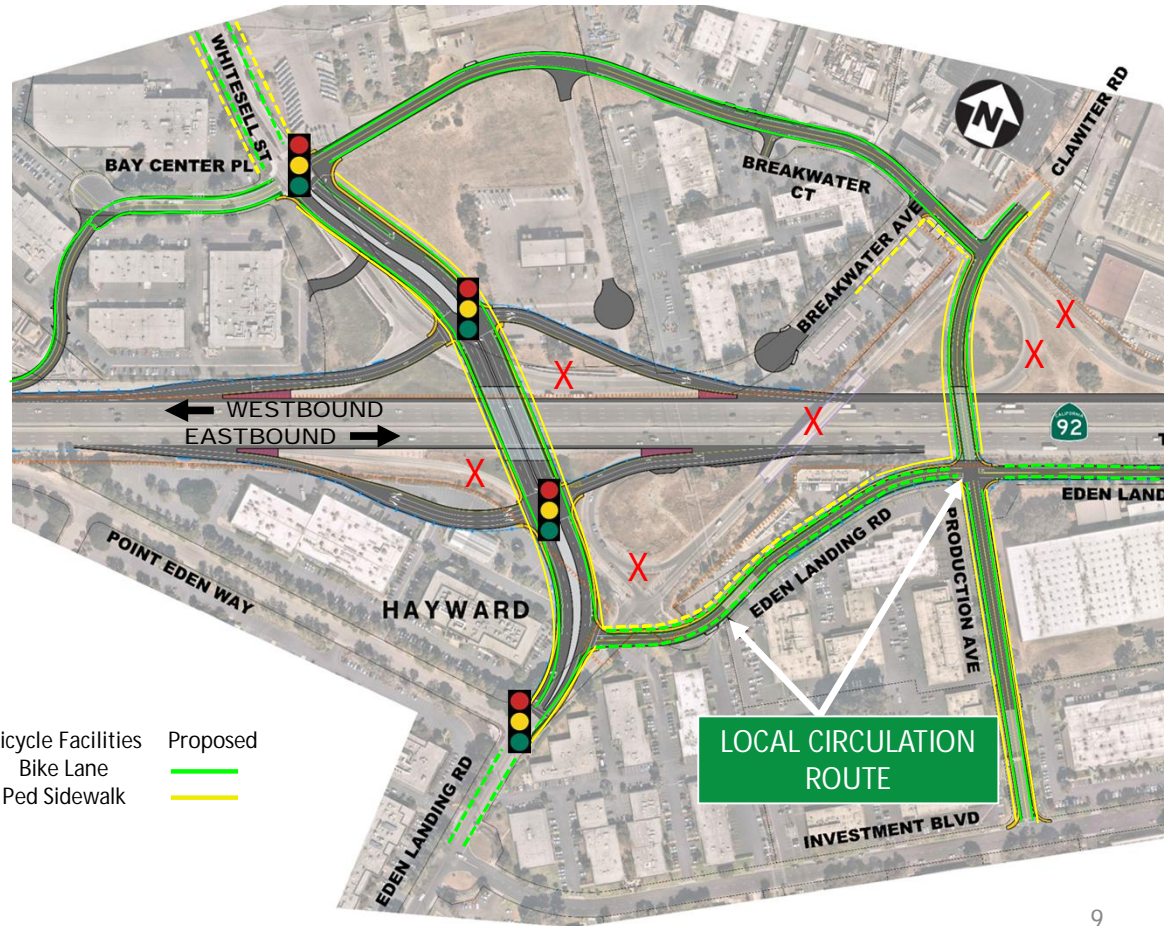 WHITESELL ST
BAY CENTER PL
CLAWITER RD
N
BREAKWATER
CT
BREAKWATER AVE
X
X
X
X
X
X
WESTBOUND
EASTBOUND
CALIFORNIA
92
T
EDEN LAND
POINT EDEN WAY
HAYWARD
EDEN LANDING RD
PRODUCTION AVE
LOCAL CIRCULATION
ROUTE
icycle Facilities Proposed
Bike Lane
Ped Sidewalk
EDEN LANDING RD
INVESTMENT BLVD
9